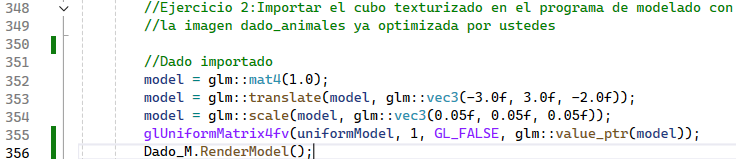 348 //Ejercicio 2:Importar el cubo texturizado en el programa de modelado con
349 //la imagen dado_animales ya optimizada por ustedes
350
351 //Dado importado
352 model = glm::mat4(1.0);
353 model = glm::translate(model, glm::vec3(-3.0f, 3.0f, -2.0f));
354 model = glm::scale(model, glm::vec3(0.05f, 0.05f, 0.05f));
355 glUniformMatrix4fv(uniformModel, 1, GL_FALSE, glm::value_ptr(model));
356 Dado_M.RenderModel();